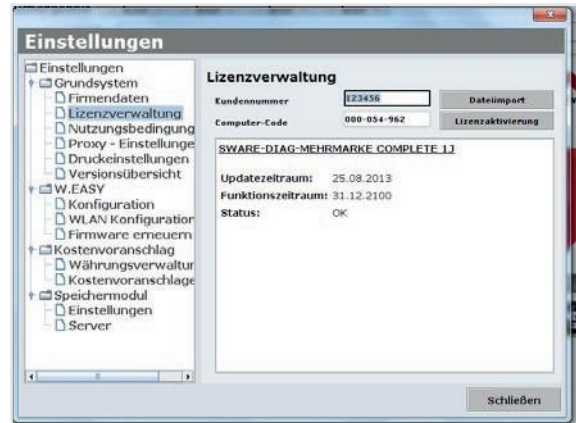 Einstellungen
Einstellungen
Grundsystem
Firmendaten
Lizenzverwaltung
Nutzungsbedingung
Proxy - Einstellunge
Druckeinstellungen
Versionsübersicht
W.EASY
Konfiguration
WLAN Konfiguration
Firmware erneuern
Kostenvoranschlag
Währungsverwaltur
Kostenvoranschlage
Speichermodul
Einstellungen
Server
Lizenzverwaltung
Kundennummer 123456 Dateiimport
Computer-Code 000-054-962 Lizenzaktivierung
SWARE-DIAG-MEHRMARKE COMPLETE 1J
Updatezeitraum: 25.08.2013
Funktionszeitraum: 31.12.2100
Status: OK
Schließen